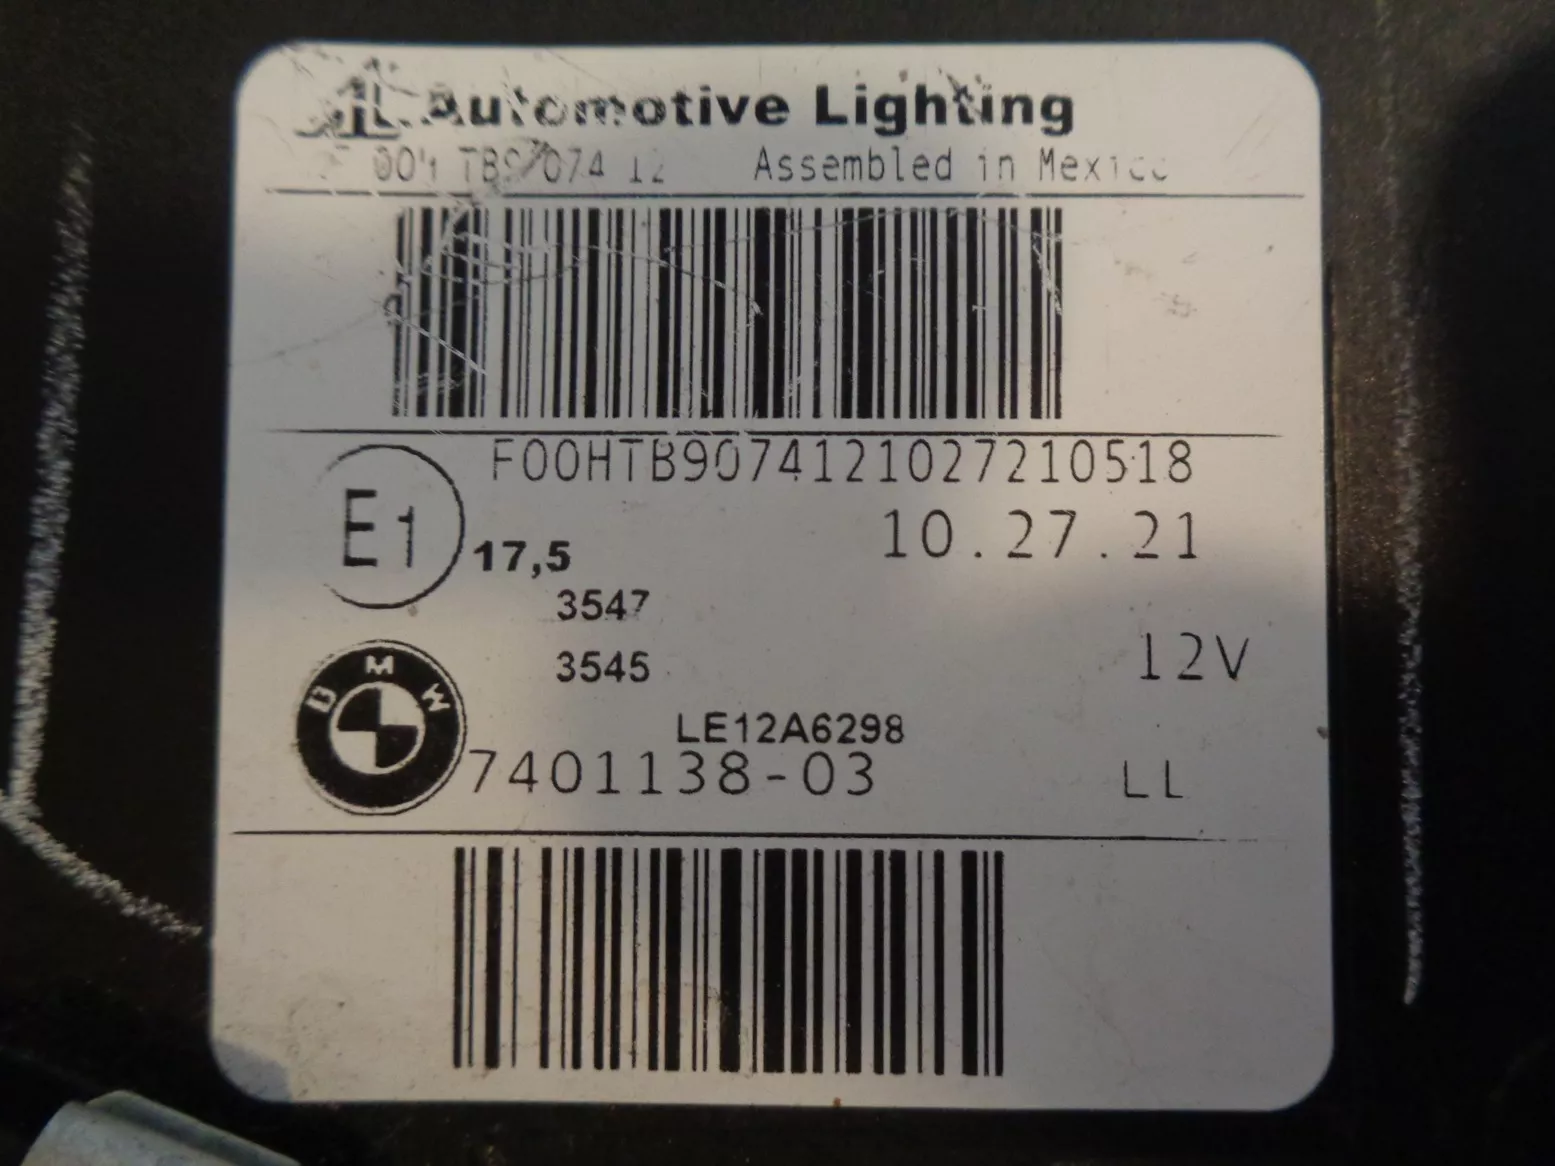 AL Automotive Lighting
Assembled in Mexico
F00HTB9074121027210518
E1
17,5
10.27.21
3547
3545
12V
BMW
LE12A6298
7401138-03
LL